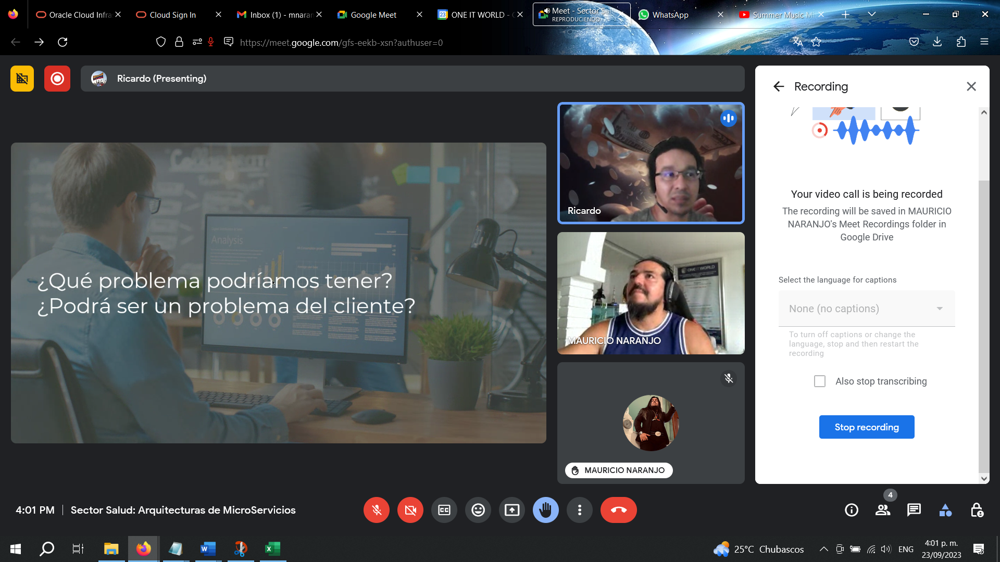 Oracle Cloud Infra
Cloud Sign In
Inbox (1) - mnaran
Google Meet
ONE IT WORLD - C
Meet - Sector Sal
REPRODUCIENDO
WhatsApp
Summer Music M
https://meet.google.com/gfs-eekb-xsn?authuser=0
Ricardo (Presenting)
Analysis
¿Qué problema podríamos tener?
¿Podrá ser un problema del cliente?
Ricardo
ONE IT WORLD
MAURICIO NARANJO
MAURICIO NARANJO
Recording
Your video call is being recorded
The recording will be saved in MAURICIO
NARANJO's Meet Recordings folder in
Google Drive
Select the language for captions
None (no captions)
To turn off captions or change the
language, stop and then restart the
recording
Also stop transcribing
Stop recording
4:01 PM | Sector Salud: Arquitecturas de MicroServicios
4
25°C Chubascos
ENG
4:01 p. m.
23/09/2023